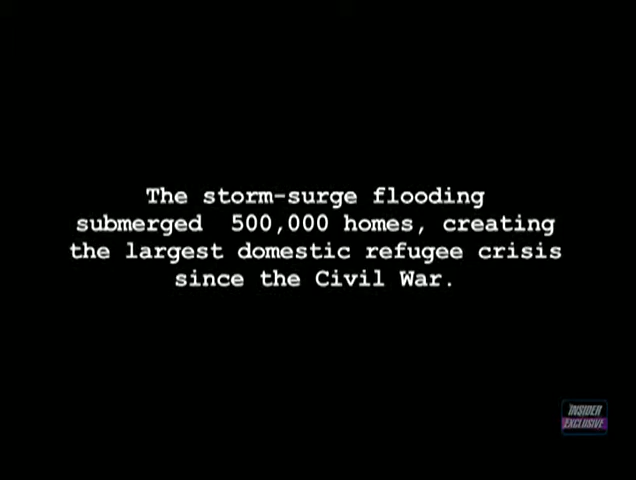 The storm-surge flooding
submerged  500,000 homes, creating
the largest domestic refugee crisis
since the Civil War.
INSIDER
EXCLUSIVE